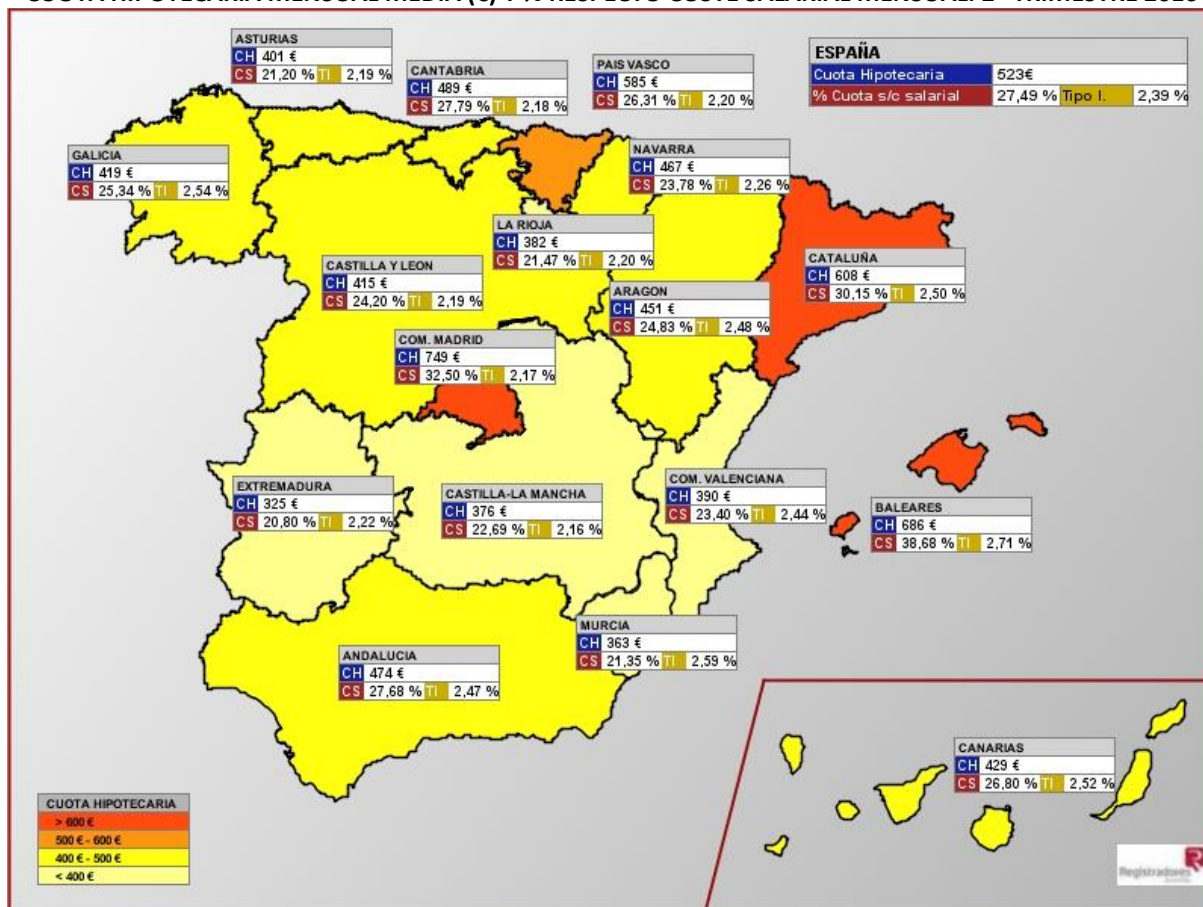 ASTURIAS
CH 401 €
CS 21,20 % TI 2,19 %
CANTABRIA
CH 489 €
CS 27,79 % TI 2,18 %
PAIS VASCO
CH 585 €
CS 26,31 % TI 2,20 %
ESPAÑA
Cuota Hipotecaria 523€
% Cuota s/c salarial 27,49 % Tipo I. 2,39 %
GALICIA
CH 419 €
CS 25,34 % TI 2,54 %
NAVARRA
CH 467 €
CS 23,78 % TI 2,26 %
LA RIOJA
CH 382 €
CS 21,47 % TI 2,20 %
CASTILLA Y LEON
CH 415 €
CS 24,20 % TI 2,19 %
CATALUÑA
CH 608 €
CS 30,15 % TI 2,50 %
ARAGON
CH 451 €
CS 24,83 % TI 2,48 %
COM. MADRID
CH 749 €
CS 32,50 % TI 2,17 %
EXTREMADURA
CH 325 €
CS 20,80 % TI 2,22 %
CASTILLA-LA MANCHA
CH 376 €
CS 22,69 % TI 2,16 %
COM. VALENCIANA
CH 390 €
CS 23,40 % TI 2,44 %
BALEARES
CH 686 €
CS 38,68 % TI 2,71 %
MURCIA
CH 363 €
CS 21,35 % TI 2,59 %
ANDALUCIA
CH 474 €
CS 27,68 % TI 2,47 %
CANARIAS
CH 429 €
CS 26,80 % TI 2,52 %
CUOTA HIPOTECARIA
> 600 €
500 € - 600 €
400 € - 500 €
< 400 €
Registradores